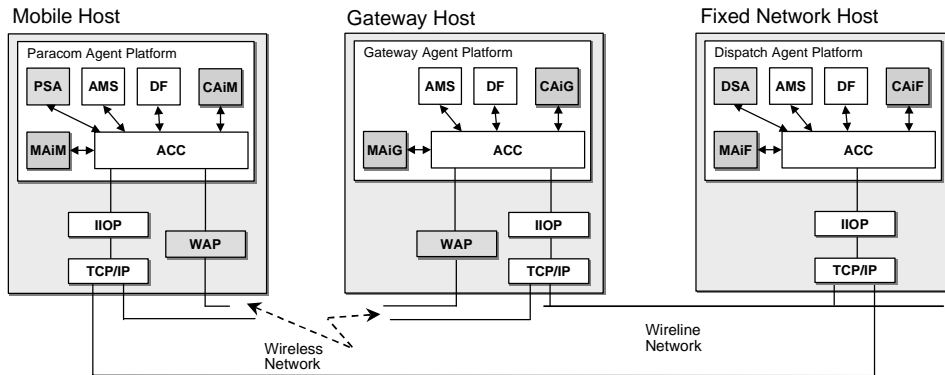 Mobile Host
Paracom Agent Platform
PSA
AMS
DF
CAiM
MAiM
ACC
IIOP
WAP
TCP/IP
Gateway Host
Gateway Agent Platform
AMS
DF
CAiG
MAiG
ACC
WAP
IIOP
TCP/IP
Fixed Network Host
Dispatch Agent Platform
DSA
AMS
DF
CAiF
MAiF
ACC
IIOP
TCP/IP
Wireless
Network
Wireline
Network